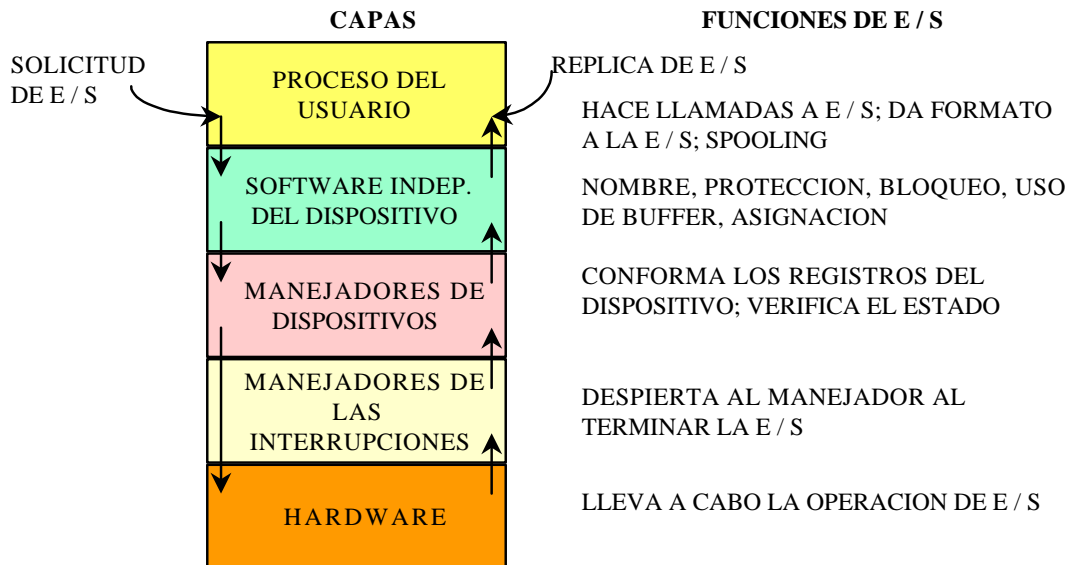 CAPAS
FUNCIONES DE E / S
SOLICITUD
DE E / S
PROCESO DEL
USUARIO
REPLICA DE E / S
HACE LLAMADAS A E / S; DA FORMATO
A LA E / S; SPOOLING
SOFTWARE INDEP.
DEL DISPOSITIVO
NOMBRE, PROTECCION, BLOQUEO, USO
DE BUFFER, ASIGNACION
MANEJADORES DE
DISPOSITIVOS
CONFORMA LOS REGISTROS DEL
DISPOSITIVO; VERIFICA EL ESTADO
MANEJADORES DE
LAS
INTERRUPCIONES
DESPIERTA AL MANEJADOR AL
TERMINAR LA E / S
HARDWARE
LLEVA A CABO LA OPERACION DE E / S